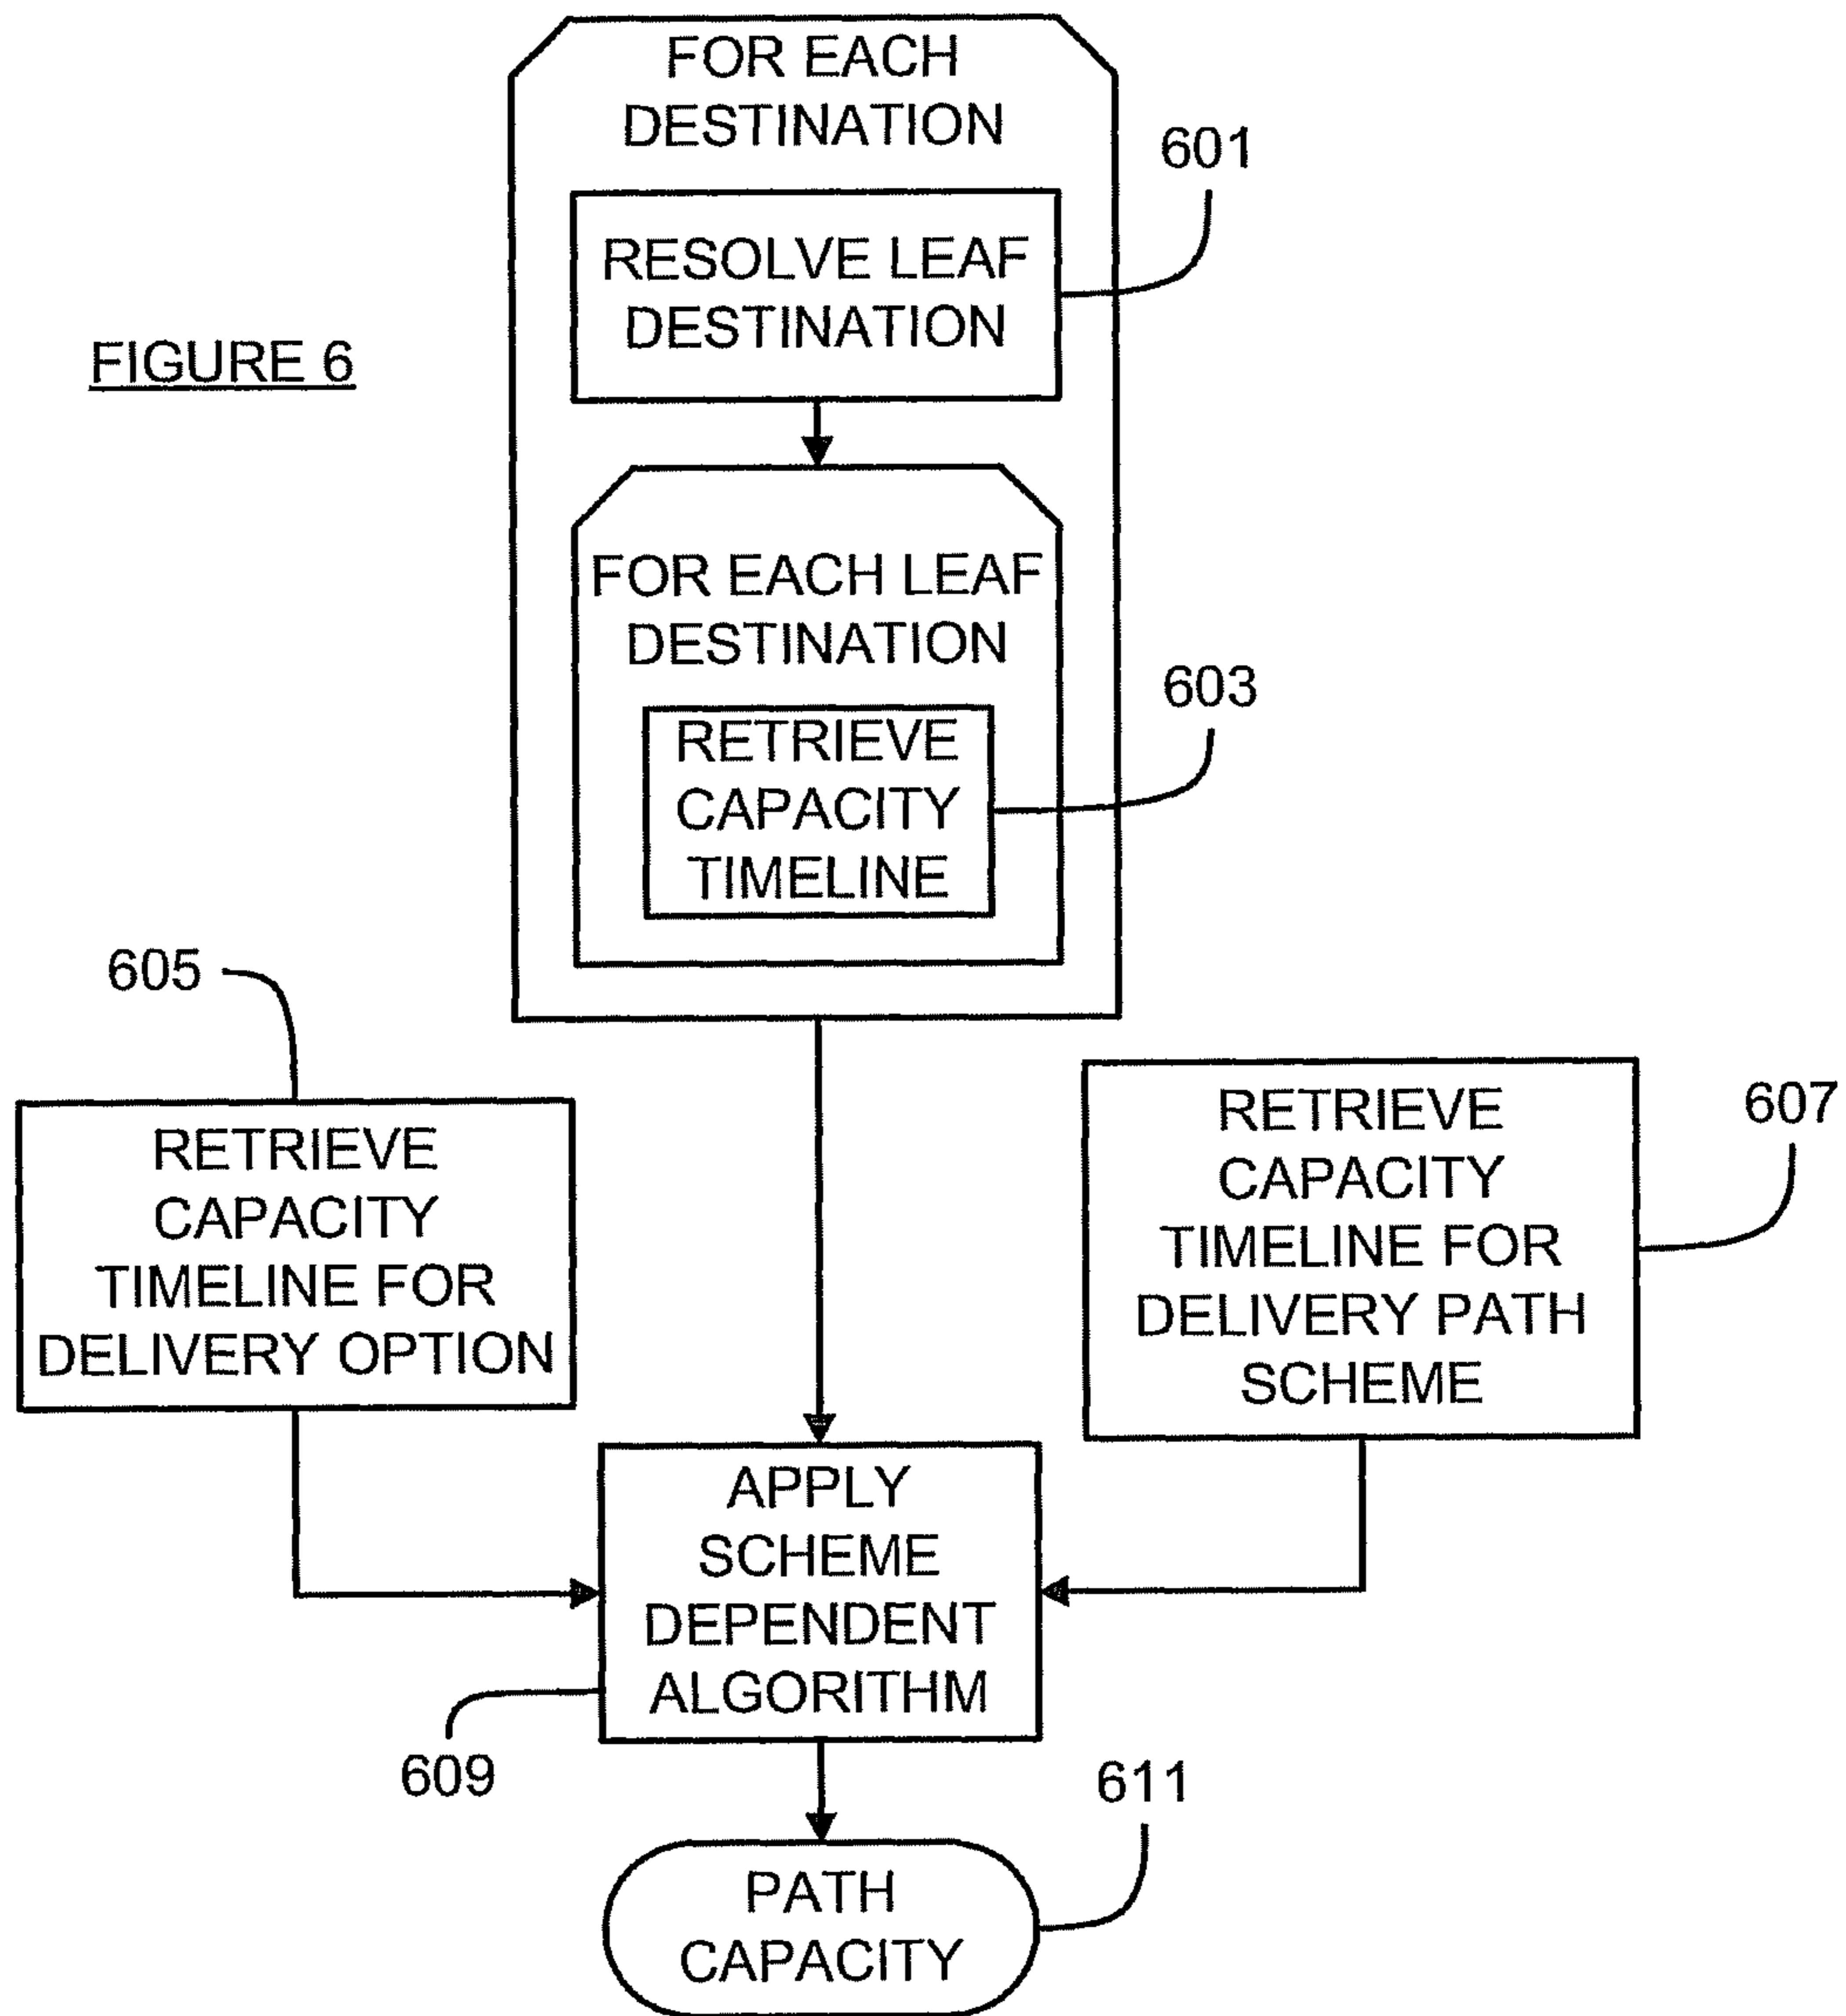 FOR EACH
DESTINATION
601
RESOLVE LEAF
DESTINATION
FIGURE 6
FOR EACH LEAF
DESTINATION
603
RETRIEVE
CAPACITY
TIMELINE
605
RETRIEVE
CAPACITY
TIMELINE FOR
DELIVERY OPTION
RETRIEVE
CAPACITY
TIMELINE FOR
DELIVERY PATH
SCHEME
607
APPLY
SCHEME
DEPENDENT
ALGORITHM
609
611
PATH
CAPACITY